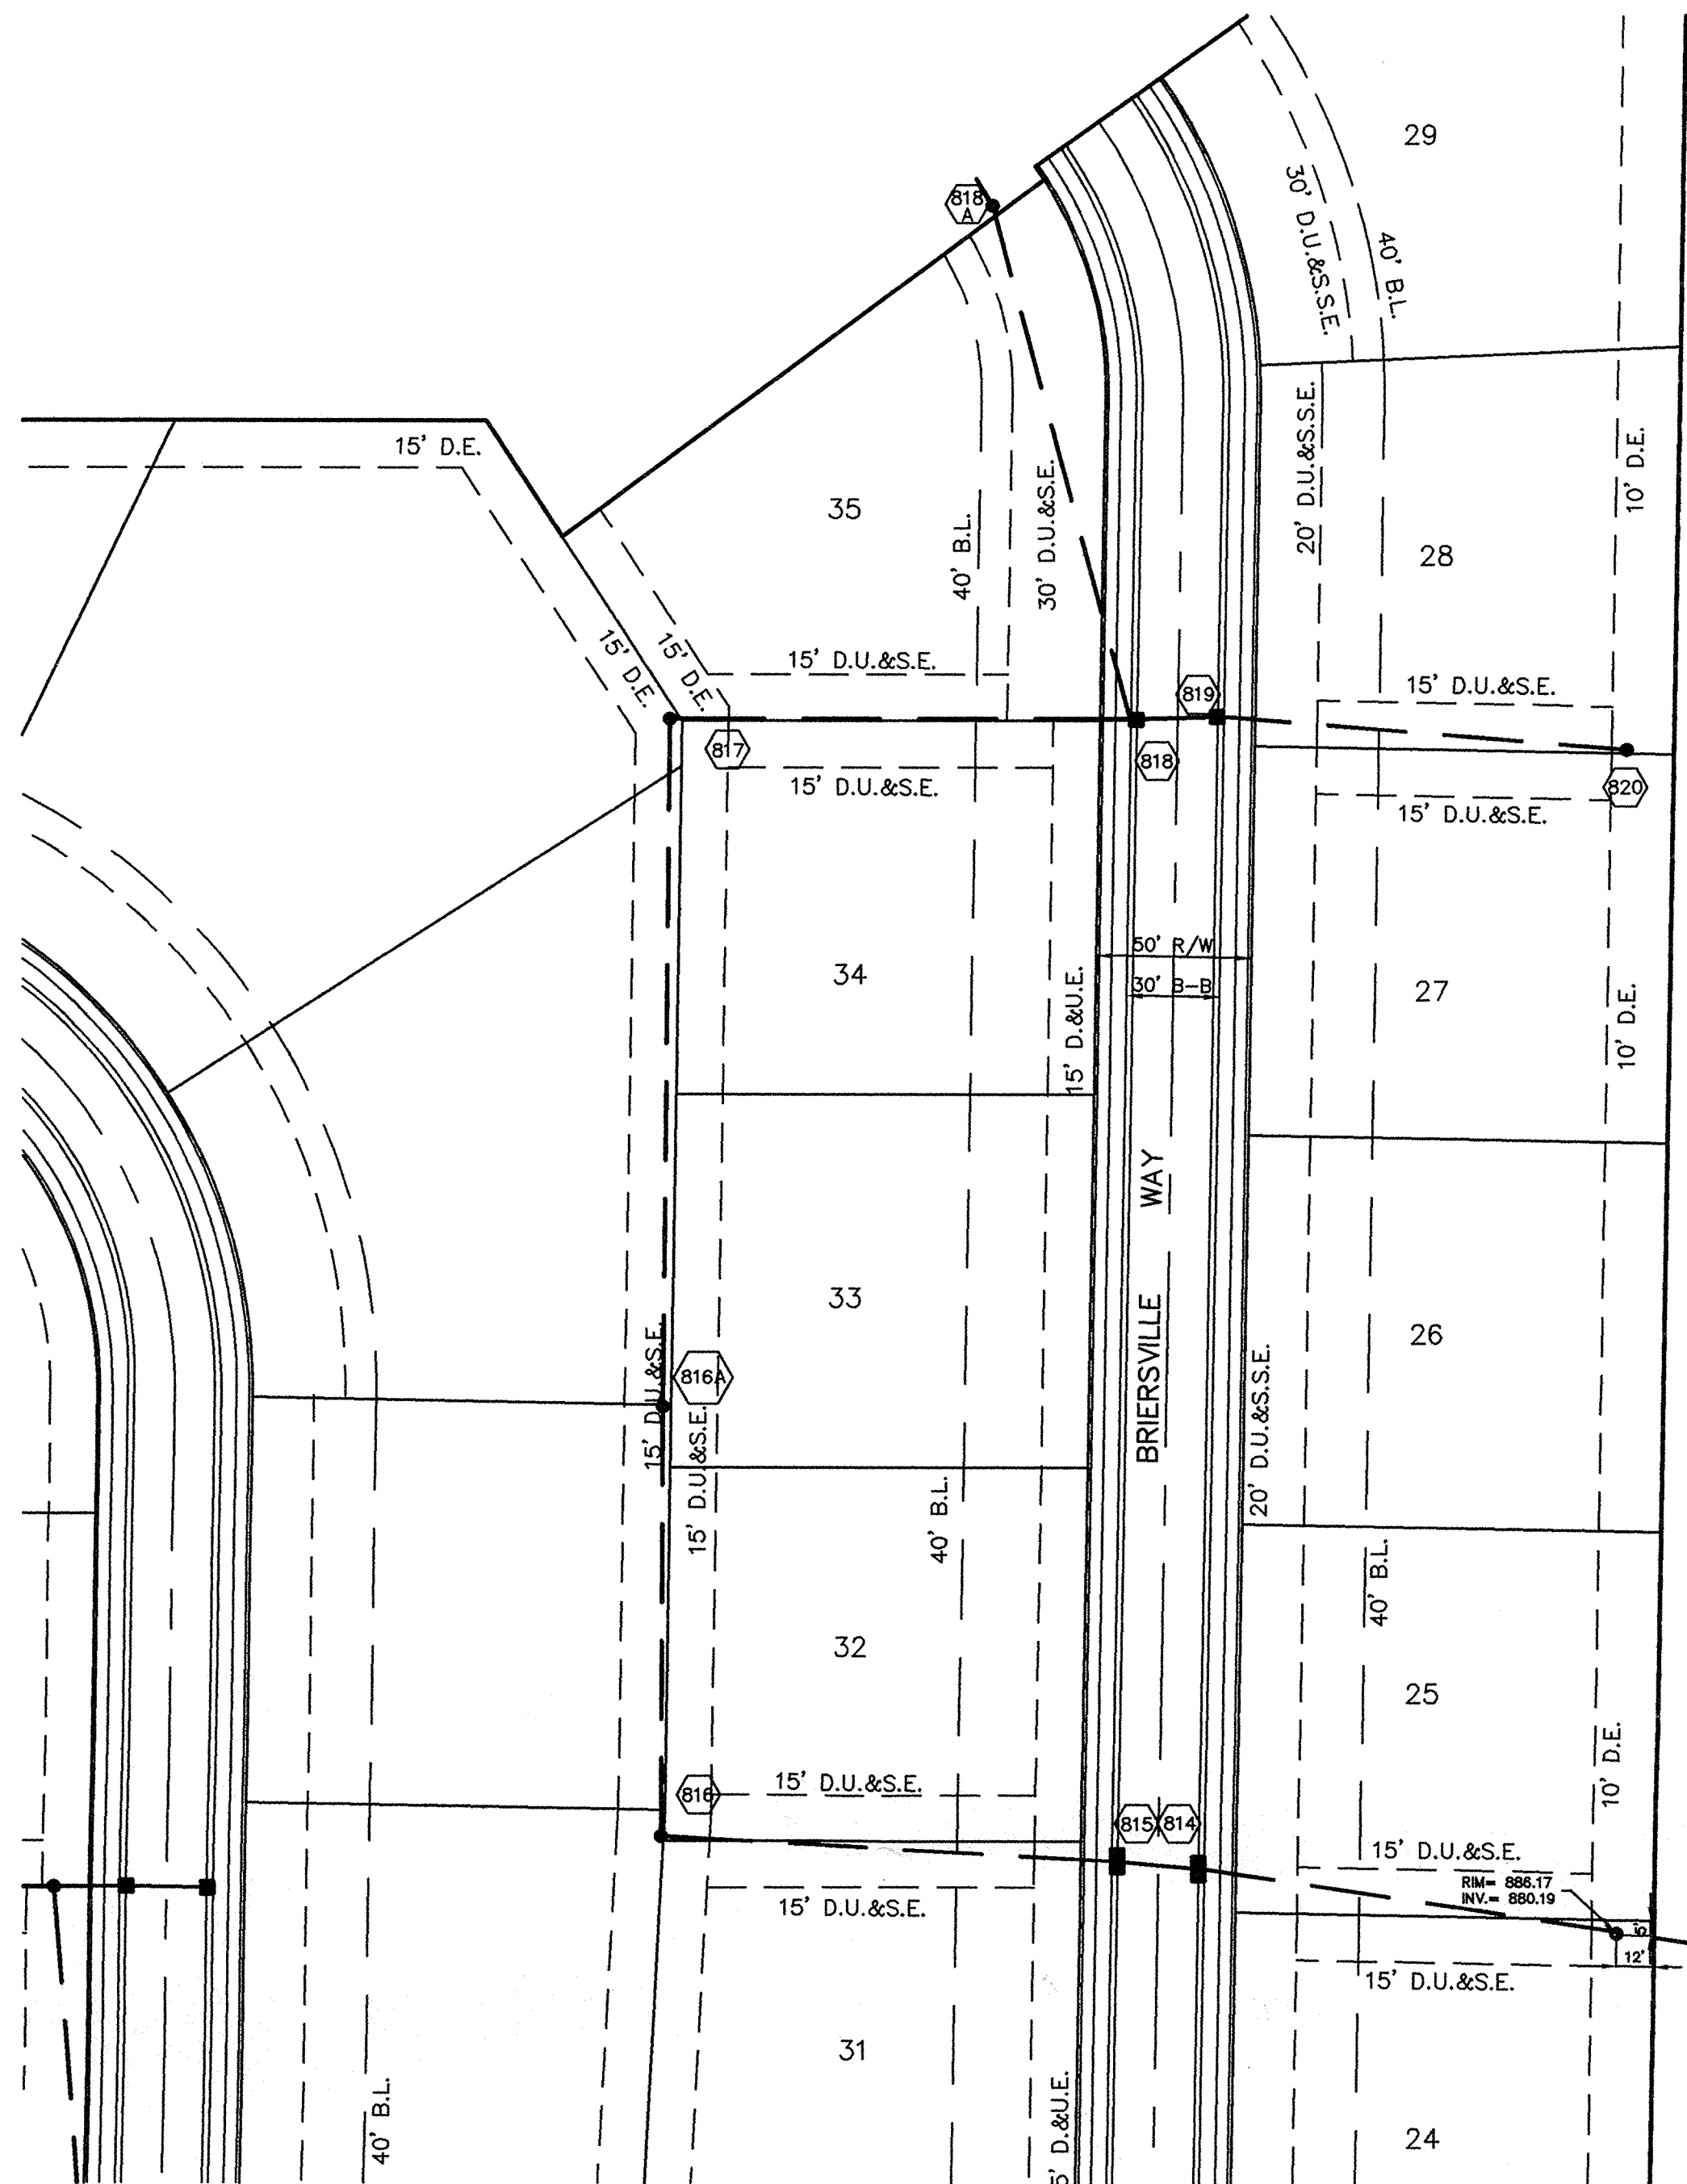 29
30' D.U.&S.S.E.
40' B.L.
818
A
15' D.E.
35
40' B.L.
30' D.U.&S.E.
20' D.U.&S.S.E.
28
10' D.E.
15' D.E.
15' D.E.
15' D.U.&S.E.
819
15' D.U.&S.E.
817
818
15' D.U.&S.E.
820
15' D.U.&S.E.
50' R/W
34
30' B-B
15' D.&U.E.
27
10' D.E.
BRIERSVILLE WAY
33
26
15' D.U.&S.E.
816A
15' D.U.&S.E.
20' D.U.&S.S.E.
40' B.L.
40' B.L.
32
25
10' D.E.
15' D.U.&S.E.
816
815
814
15' D.U.&S.E.
RIM= 886.17
INV.= 880.19
15' D.U.&S.E.
12'
15' D.U.&S.E.
31
40' B.L.
5' D.&U.E.
24